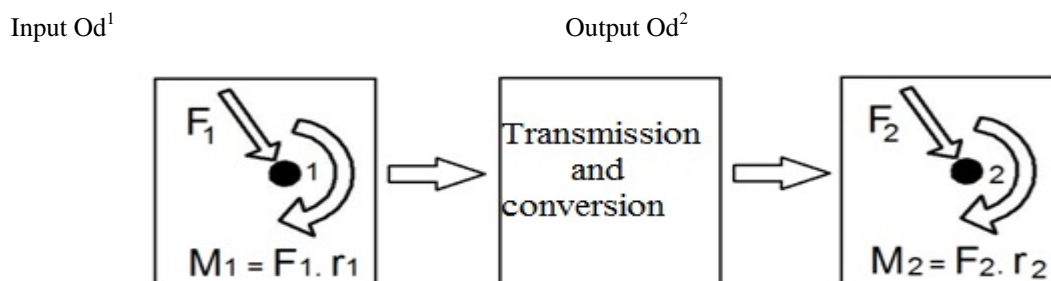 Input Od¹ Output Od²
F₁
1
M₁ = F₁. r₁
Transmission
and
conversion
F₂
2
M₂ = F₂. r₂